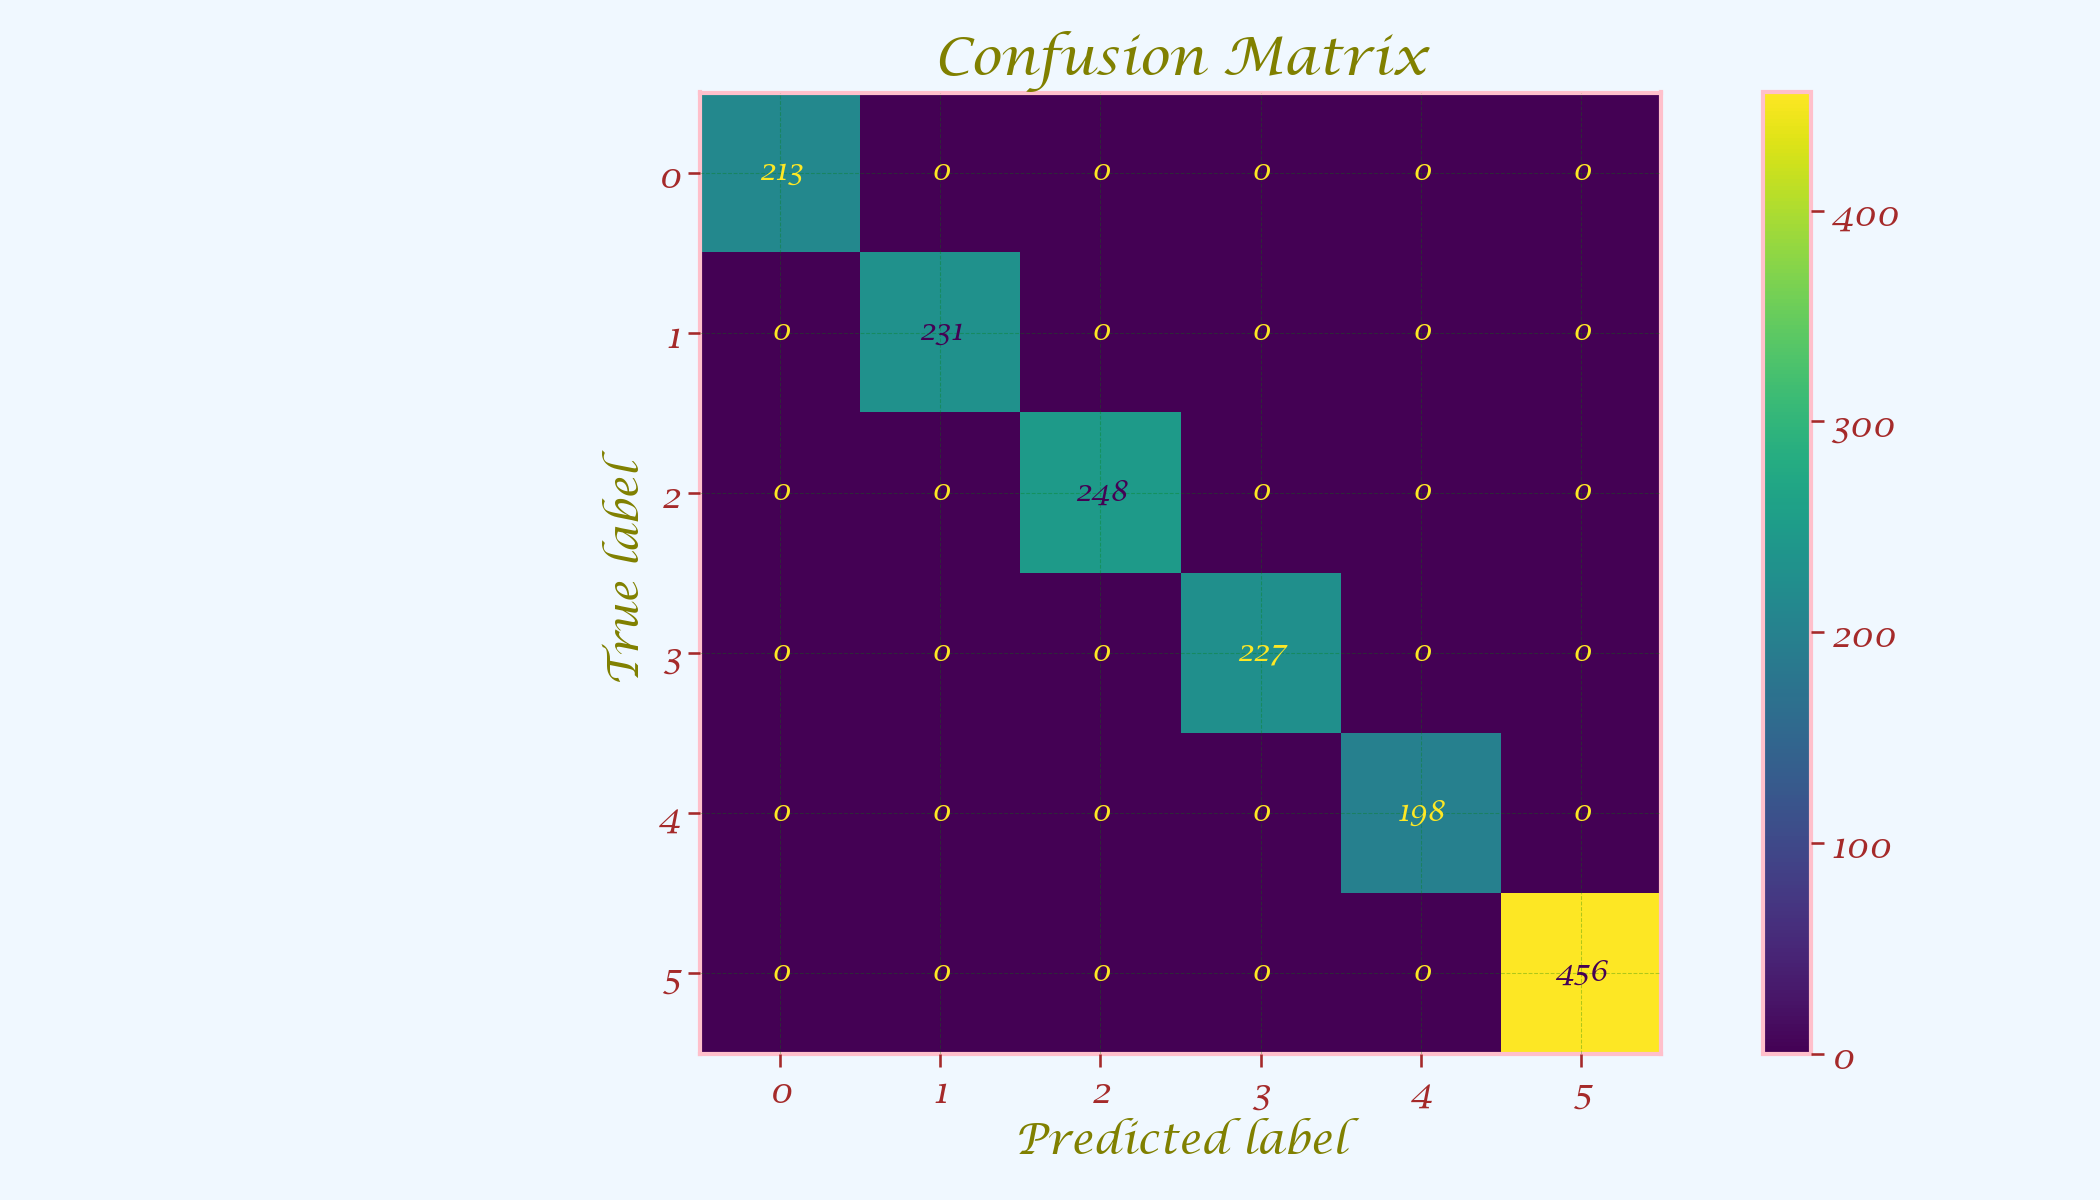 Confusion Matrix
0 213 0 0 0 0 0
1 0 231 0 0 0 0
2 0 0 248 0 0 0
3 0 0 0 227 0 0
4 0 0 0 0 198 0
5 0 0 0 0 0 456
0 1 2 3 4 5
Predicted label
True label
400
300
200
100
0